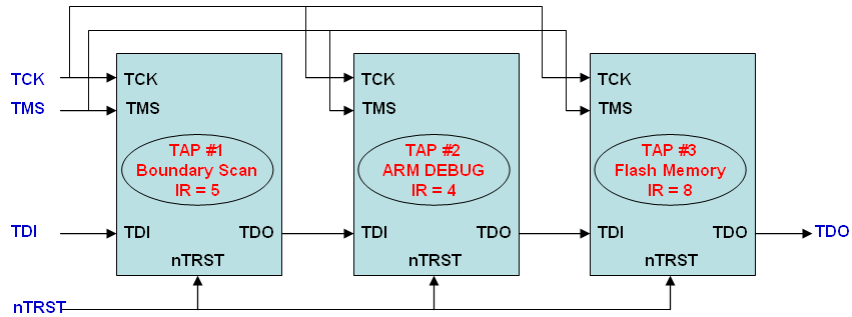 TCK
TMS
TDI
nTRST
TCK
TMS
TAP #1
Boundary Scan
IR = 5
TDI
TDO
nTRST
TCK
TMS
TAP #2
ARM DEBUG
IR = 4
TDI
TDO
nTRST
TCK
TMS
TAP #3
Flash Memory
IR = 8
TDI
TDO
nTRST
TDO